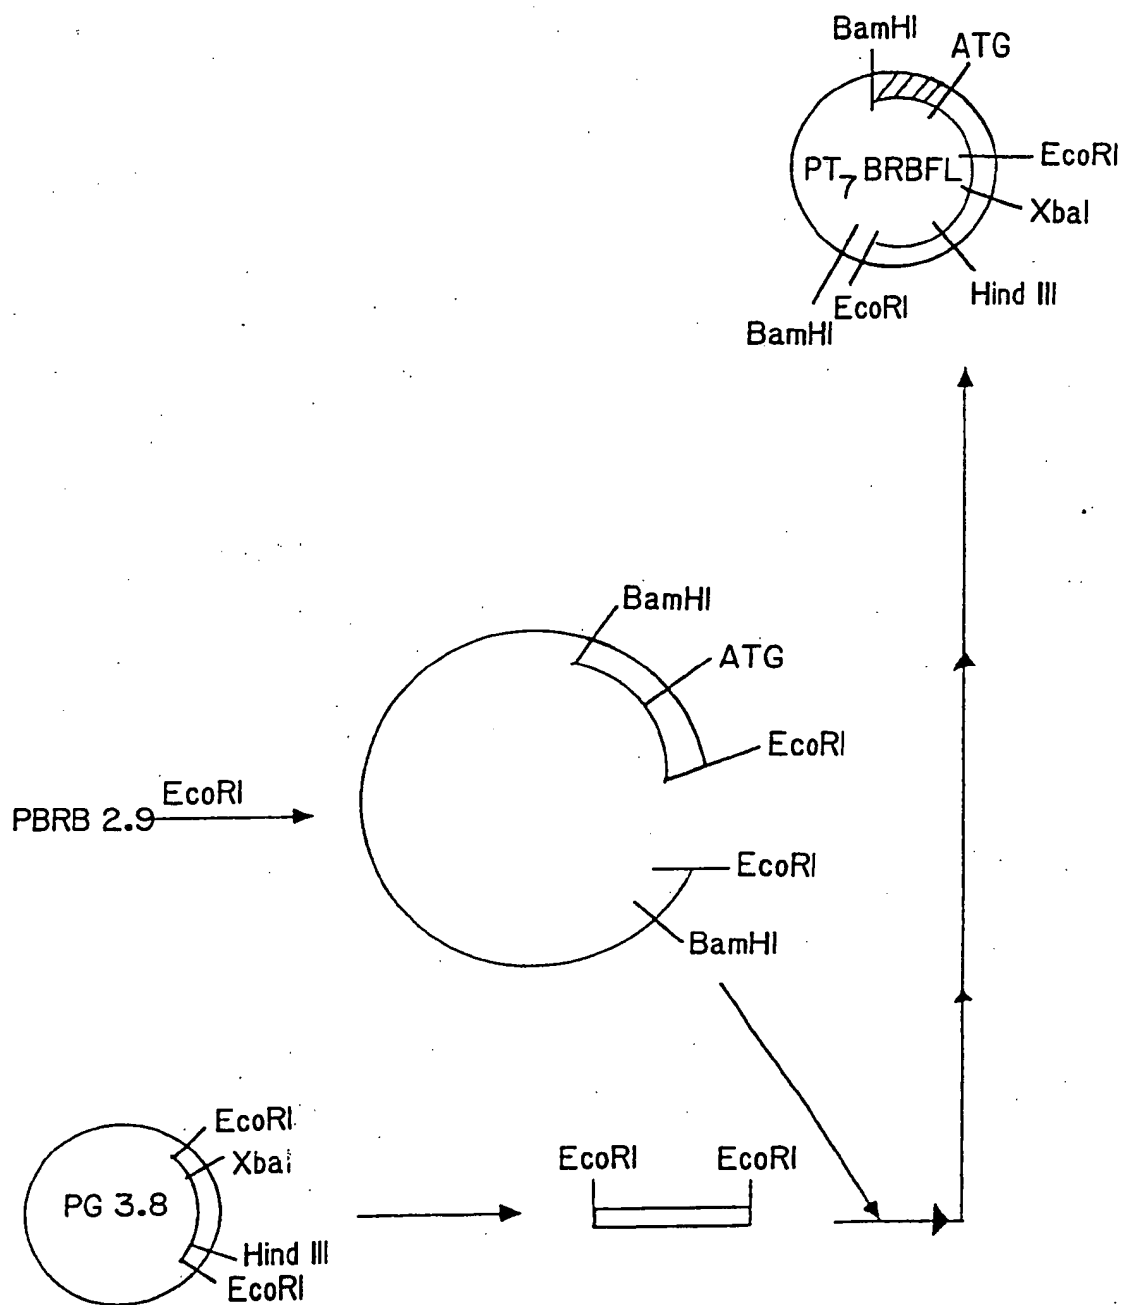 BamHI
ATG
PT7 BRBFL
EcoRI
XbaI
Hind III
EcoRI
BamHI
BamHI
ATG
EcoRI
EcoRI
PBRB 2.9
EcoRI
BamHI
EcoRI
XbaI
PG 3.8
Hind III
EcoRI
EcoRI EcoRI